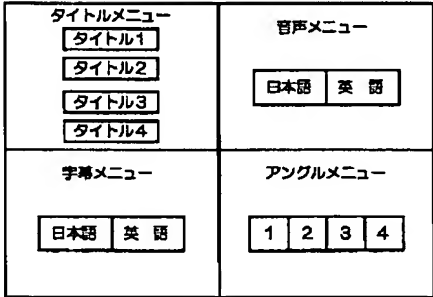 タイトルメニュー
タイトル1
タイトル2
タイトル3
タイトル4
音声メニュー
日本語 英 語
字幕メニュー
日本語 英 語
アングルメニュー
1 2 3 4